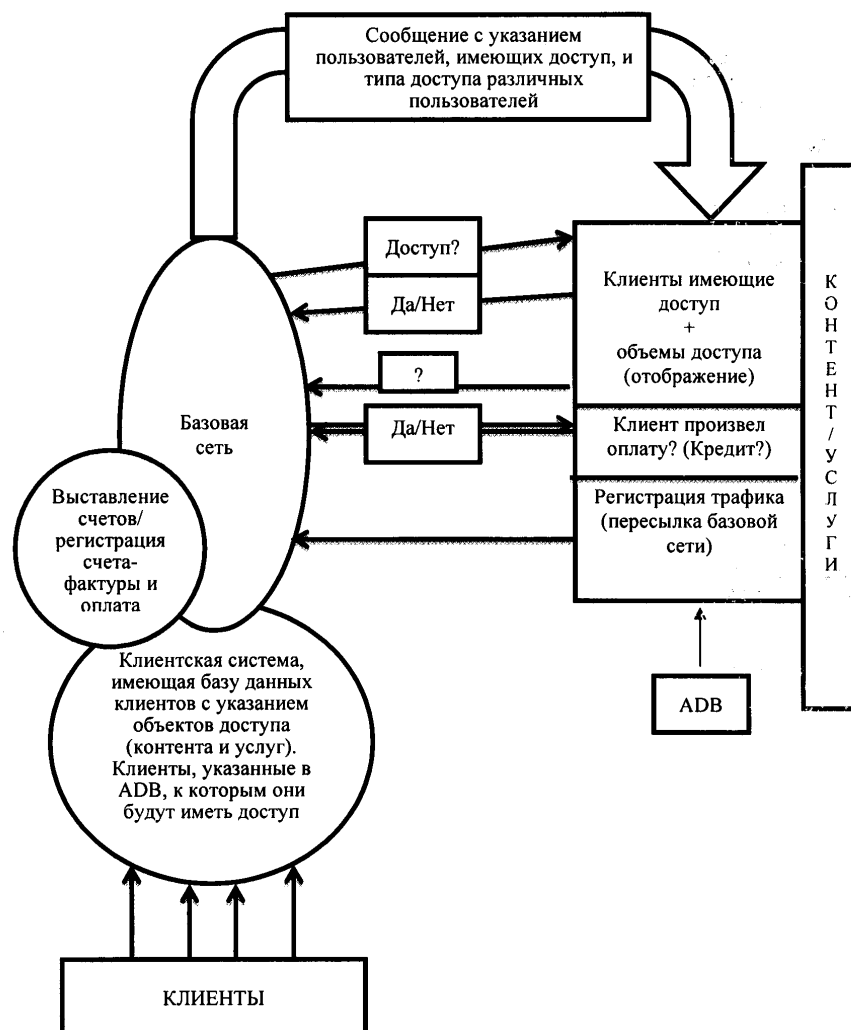 Сообщение с указанием
пользователей, имеющих доступ, и
типа доступа различных
пользователей
Доступ?
Да/Нет
?
Да/Нет
Базовая
сеть
Клиенты имеющие
доступ
+
объемы доступа
(отображение)
Клиент произвел
оплату? (Кредит?)
Регистрация трафика
(пересылка базовой
сети)
КОНТЕНТ/УСЛУГИ
Выставление
счетов/
регистрация
счета-
фактуры и
оплата
ADB
Клиентская система,
имеющая базу данных
клиентов с указанием
объектов доступа
(контента и услуг).
Клиенты, указанные в
ADB, к которым они
будут иметь доступ
КЛИЕНТЫ